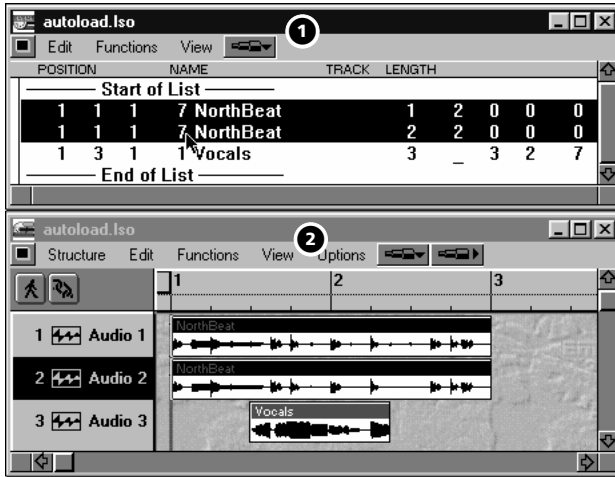 autoload.lso
1
Edit Functions View
POSITION NAME TRACK LENGTH
Start of List
1 1 1 7 NorthBeat 1 2 0 0 0
1 1 1 7 NorthBeat 2 2 0 0 0
1 3 1 1 Vocals 3 _ 3 2 7
End of List
autoload.lso
2
Structure Edit Functions View Options
1 2 3
NorthBeat
1 Audio 1
NorthBeat
2 Audio 2
Vocals
3 Audio 3